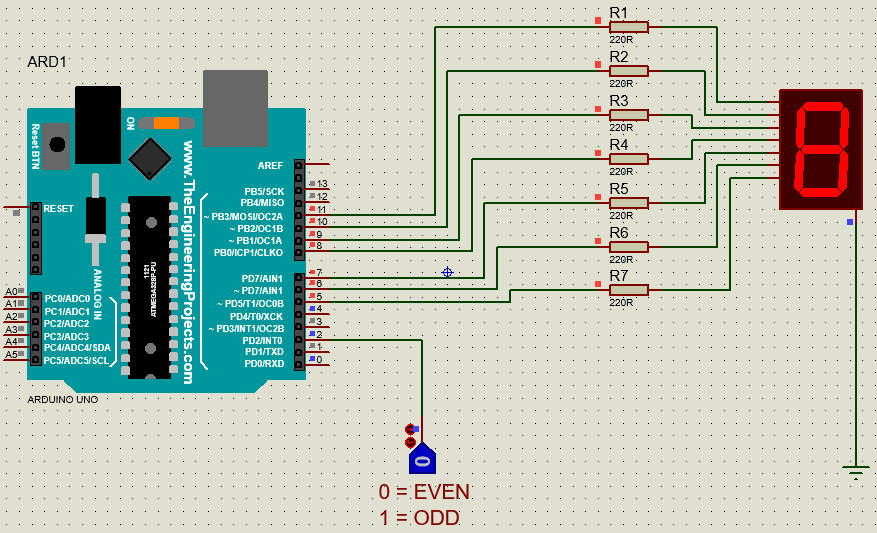 ARD1
ARDUINO UNO
Reset BTN
ON
www.TheEngineeringProjects.com
ANALOG IN
1121
ATMEGA328P-PU
RESET
A0
A1
A2
A3
A4
A5
PC0/ADC0
PC1/ADC1
PC2/ADC2
PC3/ADC3
PC4/ADC4/SDA
PC5/ADC5/SCL
AREF
PB5/SCK 13
PB4/MISO 12
~ PB3/MOSI/OC2A 11
~ PB2/OC1B 10
~ PB1/OC1A 9
PB0/ICP1/CLKO 8
PD7/AIN1 7
~ PD7/AIN1 6
~ PD5/T1/OC0B 5
PD4/T0/XCK 4
~ PD3/INT1/OC2B 3
PD2/INT0 2
PD1/TXD 1
PD0/RXD 0
R1
220R
R2
220R
R3
220R
R4
220R
R5
220R
R6
220R
R7
220R
8
0
0 = EVEN
1 = ODD